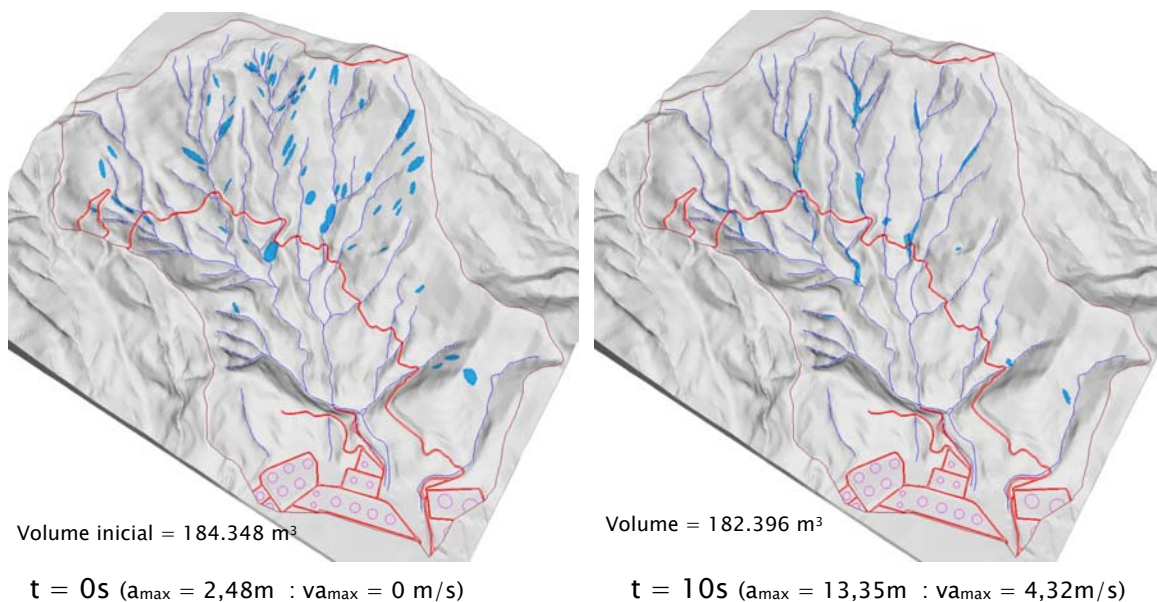 Volume inicial = 184.348 m³
t = 0s (amax = 2,48m : vamax = 0 m/s)
Volume = 182.396 m³
t = 10s (amax = 13,35m : vamax = 4,32m/s)